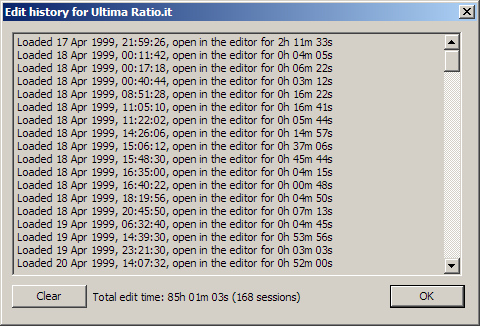 Edit history for Ultima Ratio.it
Loaded 17 Apr 1999, 21:59:26, open in the editor for 2h 11m 33s
Loaded 18 Apr 1999, 00:11:42, open in the editor for 0h 04m 05s
Loaded 18 Apr 1999, 00:17:18, open in the editor for 0h 06m 22s
Loaded 18 Apr 1999, 00:40:44, open in the editor for 0h 03m 12s
Loaded 18 Apr 1999, 08:51:28, open in the editor for 0h 16m 22s
Loaded 18 Apr 1999, 11:05:10, open in the editor for 0h 16m 41s
Loaded 18 Apr 1999, 11:22:02, open in the editor for 0h 05m 44s
Loaded 18 Apr 1999, 14:26:06, open in the editor for 0h 14m 57s
Loaded 18 Apr 1999, 15:06:12, open in the editor for 0h 37m 06s
Loaded 18 Apr 1999, 15:48:30, open in the editor for 0h 45m 44s
Loaded 18 Apr 1999, 16:35:00, open in the editor for 0h 04m 15s
Loaded 18 Apr 1999, 16:40:22, open in the editor for 0h 00m 48s
Loaded 18 Apr 1999, 18:19:56, open in the editor for 0h 04m 50s
Loaded 18 Apr 1999, 20:45:50, open in the editor for 0h 07m 13s
Loaded 19 Apr 1999, 06:32:40, open in the editor for 0h 04m 45s
Loaded 19 Apr 1999, 14:39:30, open in the editor for 0h 53m 56s
Loaded 19 Apr 1999, 23:21:30, open in the editor for 0h 03m 03s
Loaded 20 Apr 1999, 14:07:32, open in the editor for 0h 52m 00s
Clear Total edit time: 85h 01m 03s (168 sessions) OK